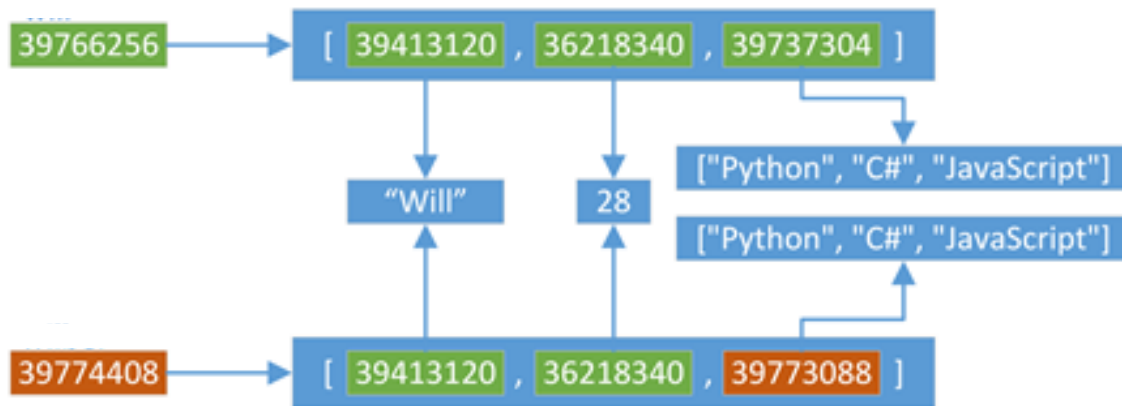 39766256 [ 39413120 , 36218340 , 39737304 ]
["Python", "C#", "JavaScript"]
“Will” 28
["Python", "C#", "JavaScript"]
39774408 [ 39413120 , 36218340 , 39773088 ]